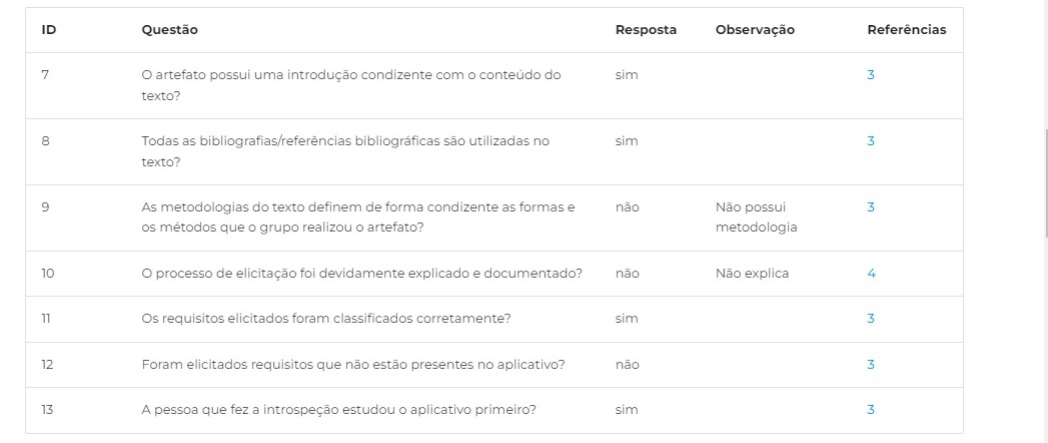 ID Questão Resposta Observação Referências
7 O artefato possui uma introdução condizente com o conteúdo do sim 3
texto?
8 Todas as bibliografias/referências bibliográficas são utilizadas no sim 3
texto?
9 As metodologias do texto definem de forma condizente as formas e não Não possui 3
os métodos que o grupo realizou o artefato? metodologia
10 O processo de elicitação foi devidamente explicado e documentado? não Não explica 4
11 Os requisitos elicitados foram classificados corretamente? sim 3
12 Foram elicitados requisitos que não estão presentes no aplicativo? não 3
13 A pessoa que fez a introspeção estudou o aplicativo primeiro? sim 3